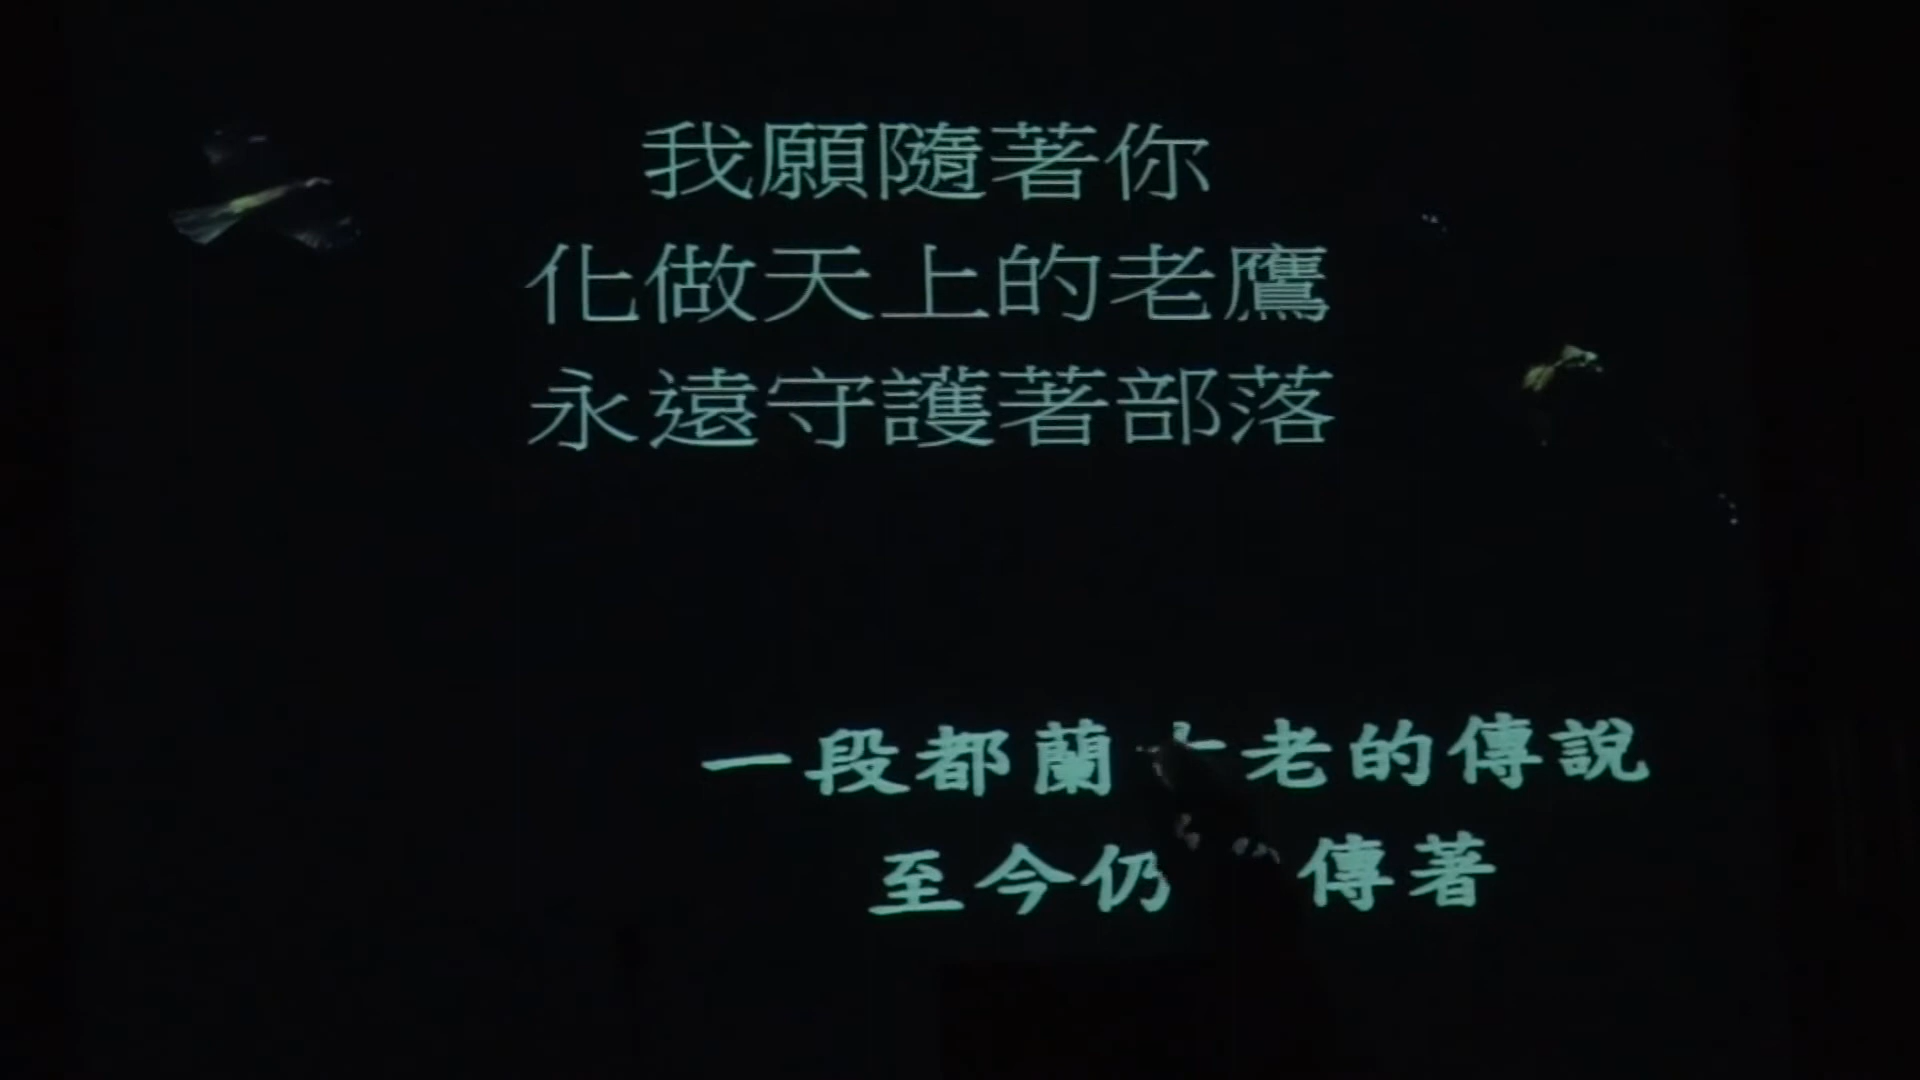 我願隨著你
化做天上的老鷹
永遠守護著部落
一段都蘭 老的傳說
至今仍 傳著